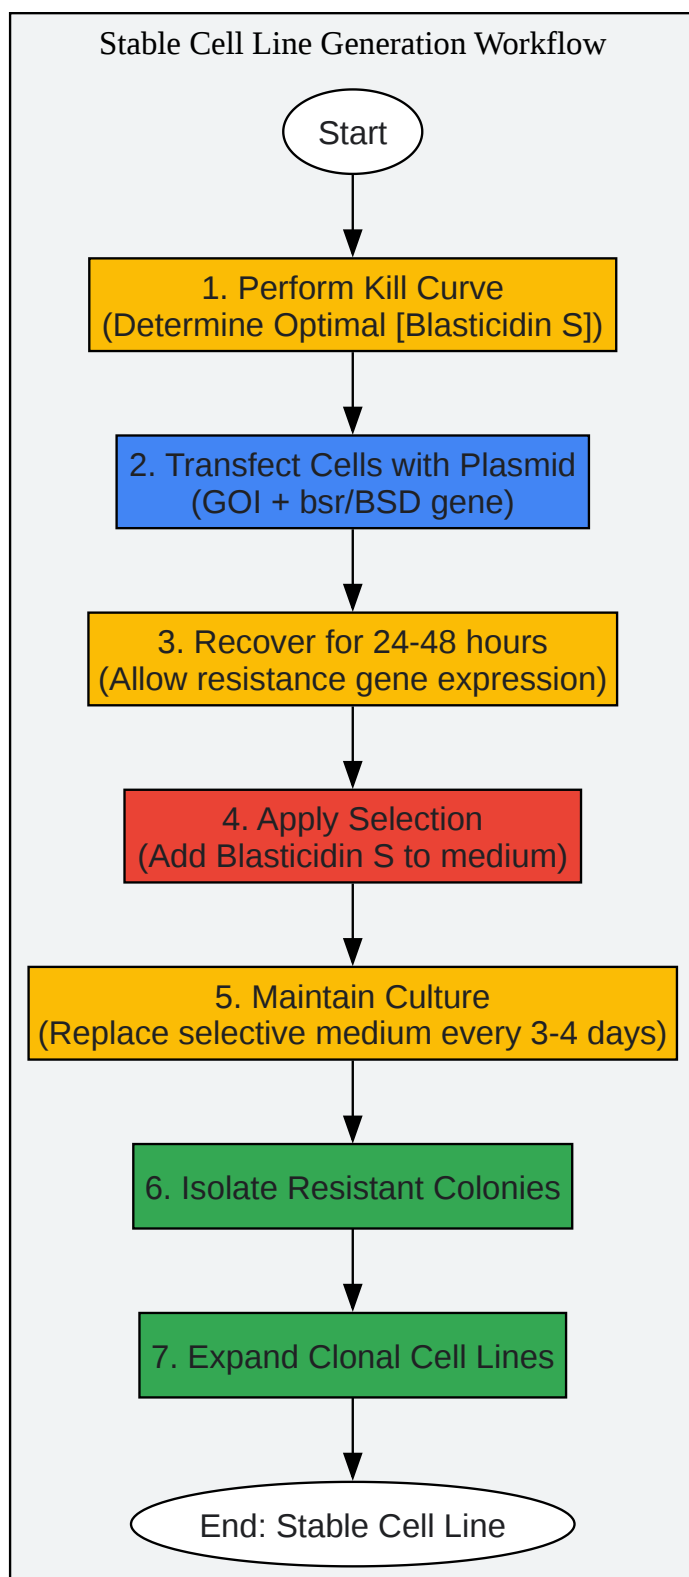 Stable Cell Line Generation Workflow
Start
1. Perform Kill Curve
(Determine Optimal [Blasticidin S])
2. Transfect Cells with Plasmid
(GOI + bsr/BSD gene)
3. Recover for 24-48 hours
(Allow resistance gene expression)
4. Apply Selection
(Add Blasticidin S to medium)
5. Maintain Culture
(Replace selective medium every 3-4 days)
6. Isolate Resistant Colonies
7. Expand Clonal Cell Lines
End: Stable Cell Line